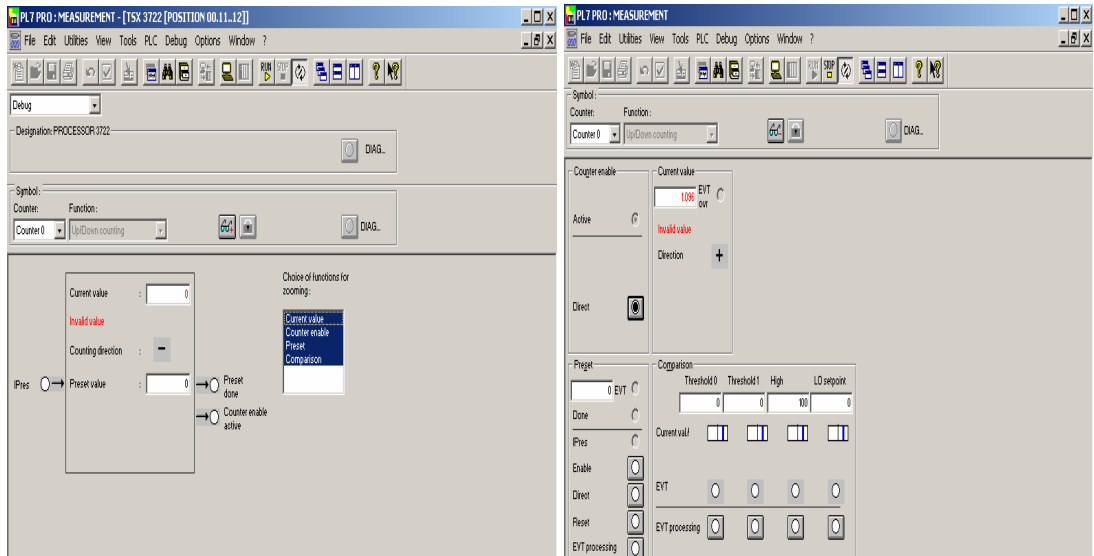 PL7 PRO : MEASUREMENT - [TSX 3722 [POSITION 00.11..12]]
File Edit Utilities View Tools PLC Debug Options Window ?
RUN STOP
Debug
Designation: PROCESSOR 3722
DIAG...
Symbol :
Counter: Function :
Counter 0 Up/Down counting DIAG...
Current value : 0
Invalid value
Counting direction : −
IPres Preset value : 0
Preset done
Counter enable active
Choice of functions for zooming :
Current value
Counter enable
Preset
Comparison
PL7 PRO : MEASUREMENT
File Edit Utilities View Tools PLC Debug Options Window ?
RUN STOP
Symbol :
Counter: Function :
Counter 0 Up/Down counting DIAG...
Counter enable
Active
Direct
Current value
1.096 EVT ovr
Invalid value
Direction +
Preset
0 EVT
Done
IPres
Enable
Direct
Reset
EVT processing
Comparison
Threshold 0 Threshold 1 High LO setpoint
0 0 100 0
Current val./
EVT
EVT processing